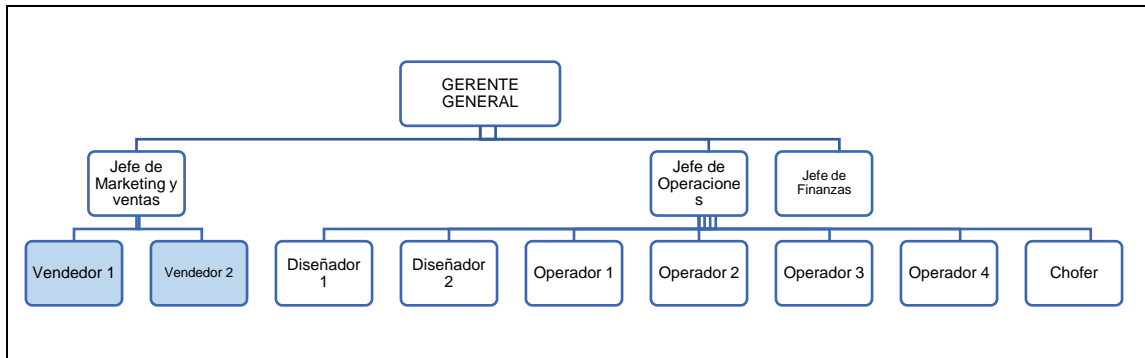 GERENTE
GENERAL
Jefe de
Marketing y
ventas
Jefe de
Operacione
s
Jefe de
Finanzas
Vendedor 1
Vendedor 2
Diseñador
1
Diseñador
2
Operador 1
Operador 2
Operador 3
Operador 4
Chofer